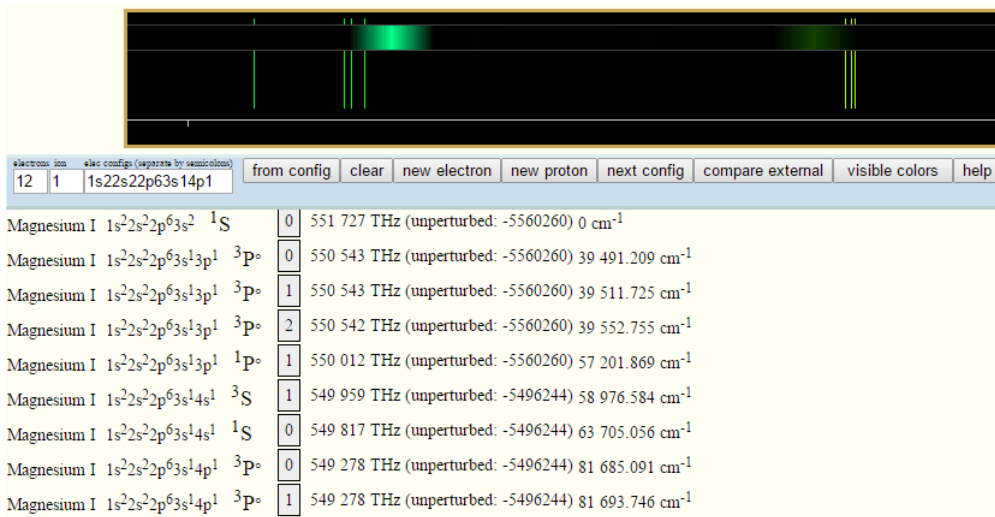 electrons ion elec configs (separate by semicolons)
12 1 1s22s22p63s14p1 from config clear new electron new proton next config compare external visible colors help
Magnesium I 1s²2s²2p⁶3s² ¹S 0 551 727 THz (unperturbed: -5560260) 0 cm⁻¹
Magnesium I 1s²2s²2p⁶3s¹3p¹ ³P° 0 550 543 THz (unperturbed: -5560260) 39 491.209 cm⁻¹
Magnesium I 1s²2s²2p⁶3s¹3p¹ ³P° 1 550 543 THz (unperturbed: -5560260) 39 511.725 cm⁻¹
Magnesium I 1s²2s²2p⁶3s¹3p¹ ³P° 2 550 542 THz (unperturbed: -5560260) 39 552.755 cm⁻¹
Magnesium I 1s²2s²2p⁶3s¹3p¹ ¹P° 1 550 012 THz (unperturbed: -5560260) 57 201.869 cm⁻¹
Magnesium I 1s²2s²2p⁶3s¹4s¹ ³S 1 549 959 THz (unperturbed: -5496244) 58 976.584 cm⁻¹
Magnesium I 1s²2s²2p⁶3s¹4s¹ ¹S 0 549 817 THz (unperturbed: -5496244) 63 705.056 cm⁻¹
Magnesium I 1s²2s²2p⁶3s¹4p¹ ³P° 0 549 278 THz (unperturbed: -5496244) 81 685.091 cm⁻¹
Magnesium I 1s²2s²2p⁶3s¹4p¹ ³P° 1 549 278 THz (unperturbed: -5496244) 81 693.746 cm⁻¹